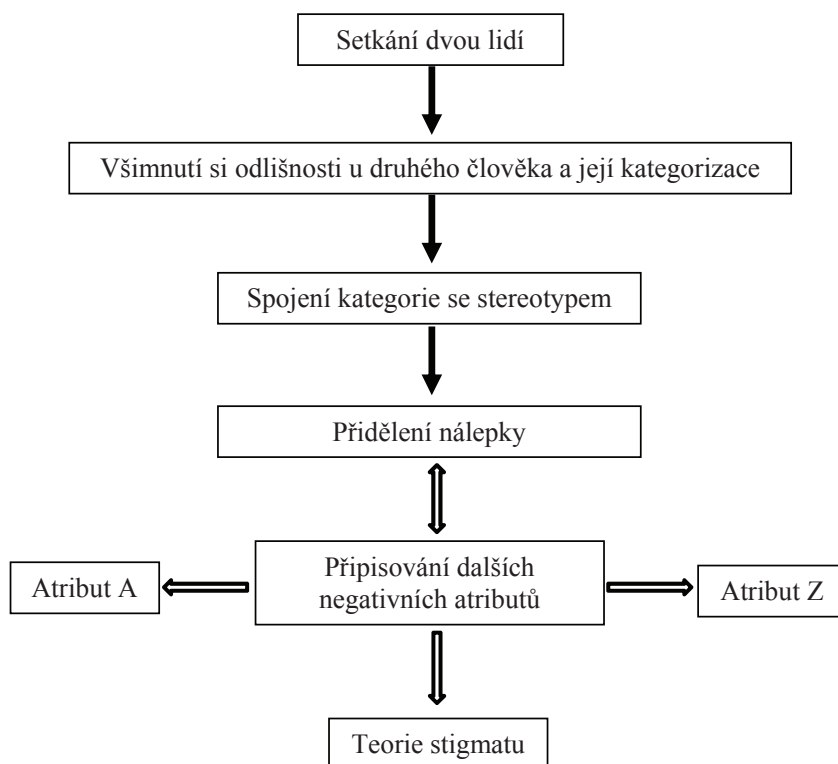 Setkání dvou lidí
Všimnutí si odlišnosti u druhého člověka a její kategorizace
Spojení kategorie se stereotypem
Přidělení nálepky
Připisování dalších
negativních atributů
Atribut A
Atribut Z
Teorie stigmatu